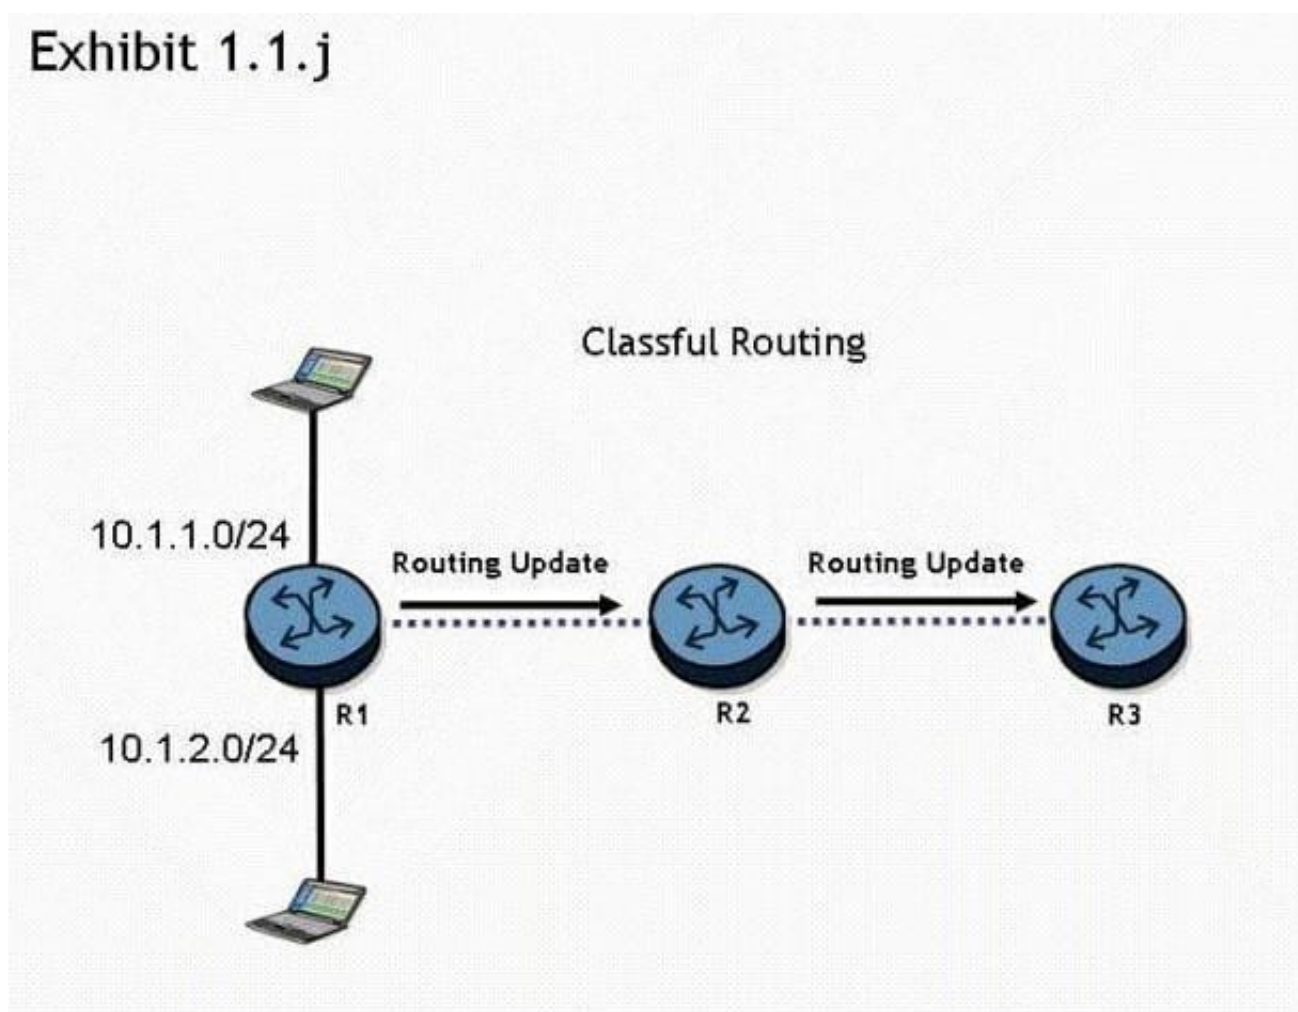 Exhibit 1.1.j
Classful Routing
10.1.1.0/24
Routing Update
Routing Update
R1
R2
R3
10.1.2.0/24